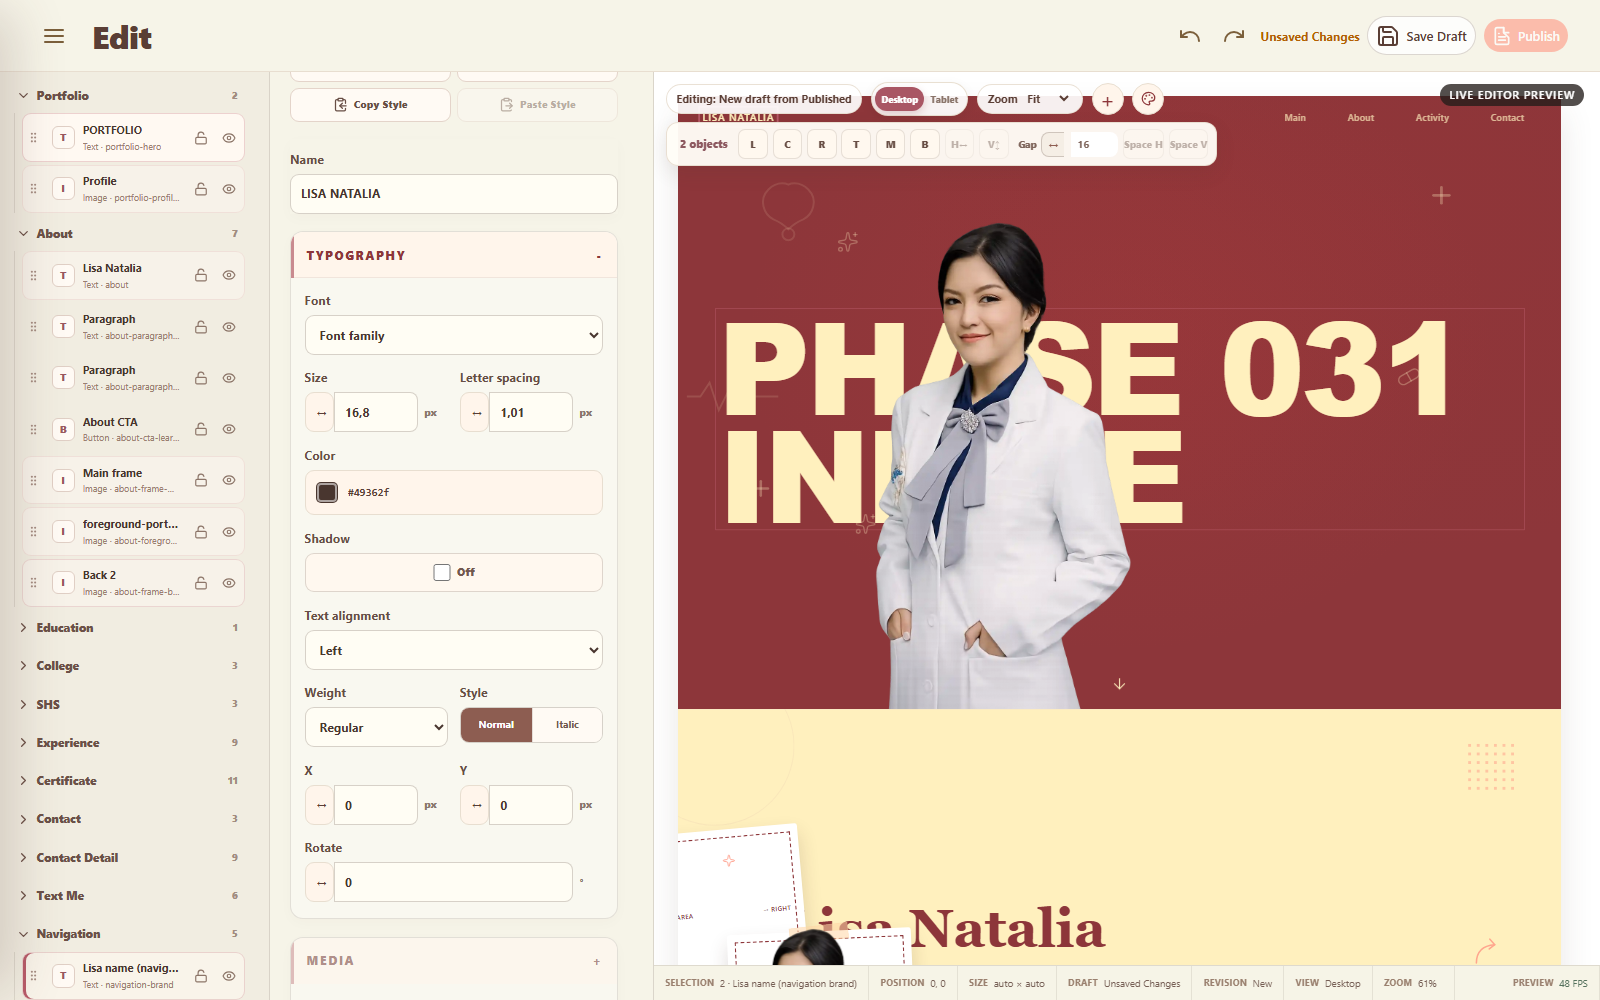 Edit
Unsaved Changes
Save Draft
Publish
Portfolio 2
T PORTFOLIO
Text · portfolio-hero
I Profile
Image · portfolio-profil...
About 7
T Lisa Natalia
Text · about
T Paragraph
Text · about-paragraph...
T Paragraph
Text · about-paragraph...
B About CTA
Button · about-cta-lear...
I Main frame
Image · about-frame-...
I foreground-port...
Image · about-foregro...
I Back 2
Image · about-frame-b...
Education 1
College 3
SHS 3
Experience 9
Certificate 11
Contact 3
Contact Detail 9
Text Me 6
Navigation 5
T Lisa name (navig...
Text · navigation-brand
Copy Style
Paste Style
Name
LISA NATALIA
TYPOGRAPHY -
Font
Font family
Size Letter spacing
↔ 16,8 px ↔ 1,01 px
Color
#49362f
Shadow
Off
Text alignment
Left
Weight Style
Regular Normal Italic
X Y
↔ 0 px ↔ 0 px
Rotate
↔ 0 °
MEDIA +
Editing: New draft from Published
Desktop Tablet
Zoom Fit
+
LIVE EDITOR PREVIEW
LISA NATALIA
Main About Activity Contact
2 objects L C R T M B H↔ V↕ Gap ↔ 16 Space H Space V
PHASE 031
IN E
AREA
RIGHT
isa Natalia
SELECTION 2 · Lisa name (navigation brand) POSITION 0, 0 SIZE auto × auto DRAFT Unsaved Changes REVISION New VIEW Desktop ZOOM 61% PREVIEW 48 FPS